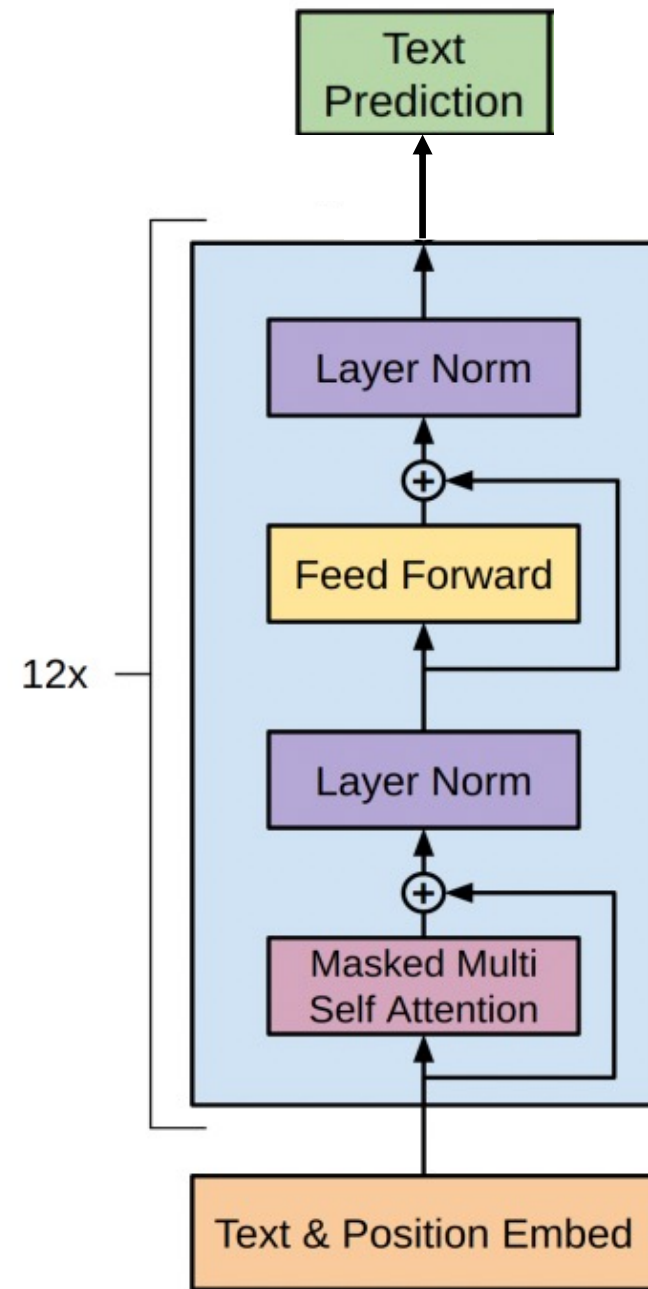 Text
Prediction
Layer Norm
+
Feed Forward
12x
Layer Norm
+
Masked Multi
Self Attention
Text & Position Embed